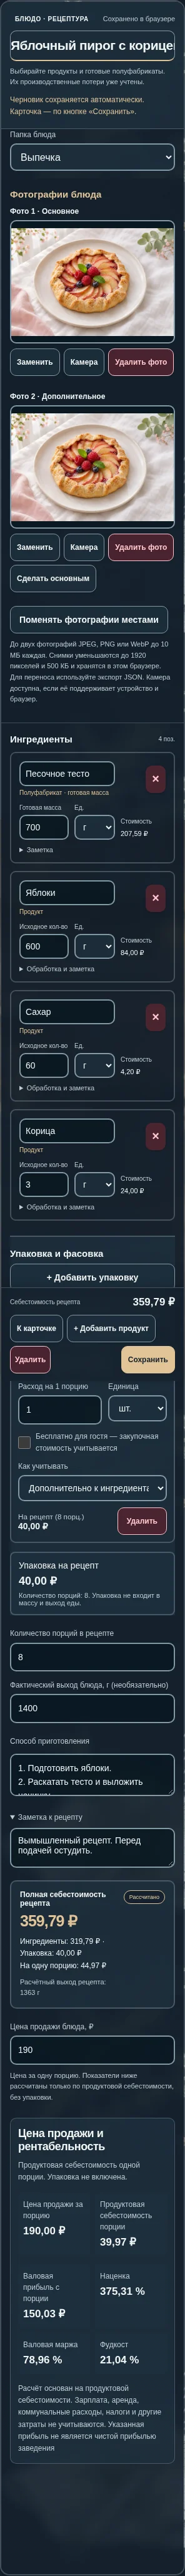 БЛЮДО · РЕЦЕПТУРА
Сохранено в браузере
Яблочный пирог с корице
Выбирайте продукты и готовые полуфабрикаты.
Их производственные потери уже учтены.
Черновик сохраняется автоматически.
Карточка — по кнопке «Сохранить».
Папка блюда
Выпечка
Фотографии блюда
Фото 1 · Основное
Заменить
Камера
Удалить фото
Фото 2 · Дополнительное
Заменить
Камера
Удалить фото
Сделать основным
Поменять фотографии местами
До двух фотографий JPEG, PNG или WebP до 10
МБ каждая. Снимки уменьшаются до 1920
пикселей и 500 КБ и хранятся в этом браузере.
Для переноса используйте экспорт JSON. Камера
доступна, если её поддерживает устройство и
браузер.
Ингредиенты
4 поз.
Песочное тесто
×
Полуфабрикат · готовая масса
Готовая масса
Ед.
Стоимость
700
г
207,59 ₽
▶ Заметка
Яблоки
×
Продукт
Исходное кол-во
Ед.
Стоимость
600
г
84,00 ₽
▶ Обработка и заметка
Сахар
×
Продукт
Исходное кол-во
Ед.
Стоимость
60
г
4,20 ₽
▶ Обработка и заметка
Корица
×
Продукт
Исходное кол-во
Ед.
Стоимость
3
г
24,00 ₽
▶ Обработка и заметка
Упаковка и фасовка
+ Добавить упаковку
Себестоимость рецепта
359,79 ₽
К карточке
+ Добавить продукт
Удалить
Сохранить
Расход на 1 порцию
Единица
1
шт.
Бесплатно для гостя — закупочная
стоимость учитывается
Как учитывать
Дополнительно к ингредиента
На рецепт (8 порц.)
40,00 ₽
Удалить
Упаковка на рецепт
40,00 ₽
Количество порций: 8. Упаковка не входит в
массу и выход еды.
Количество порций в рецепте
8
Фактический выход блюда, г (необязательно)
1400
Способ приготовления
1. Подготовить яблоки.
2. Раскатать тесто и выложить
▼ Заметка к рецепту
Вымышленный рецепт. Перед
подачей остудить.
Полная себестоимость
рецепта
Рассчитано
359,79 ₽
Ингредиенты: 319,79 ₽ ·
Упаковка: 40,00 ₽
На одну порцию: 44,97 ₽
Расчётный выход рецепта:
1363 г
Цена продажи блюда, ₽
190
Цена за одну порцию. Показатели ниже
рассчитаны только по продуктовой себестоимости,
без упаковки.
Цена продажи и
рентабельность
Продуктовая себестоимость одной
порции. Упаковка не включена.
Цена продажи за
порцию
190,00 ₽
Продуктовая
себестоимость
порции
39,97 ₽
Валовая
прибыль с
порции
150,03 ₽
Наценка
375,31 %
Валовая маржа
78,96 %
Фудкост
21,04 %
Расчёт основан на продуктовой
себестоимости. Зарплата, аренда,
коммунальные расходы, налоги и другие
затраты не учитываются. Указанная
прибыль не является чистой прибылью
заведения